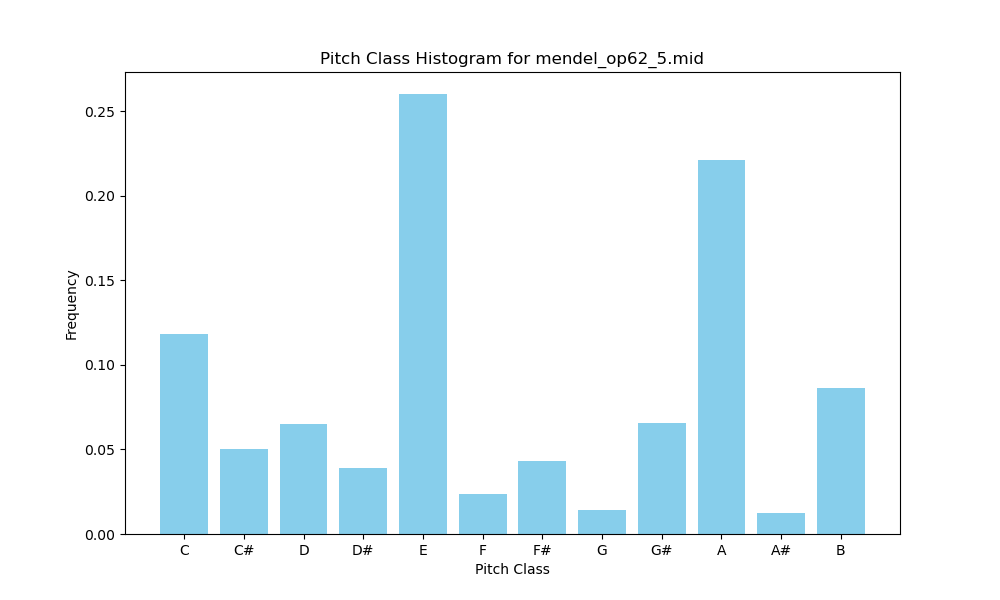 Pitch Class Histogram for mendel_op62_5.mid
0.25
0.20
0.15
0.10
0.05
0.00
Frequency
C C# D D# E F F# G G# A A# B
Pitch Class